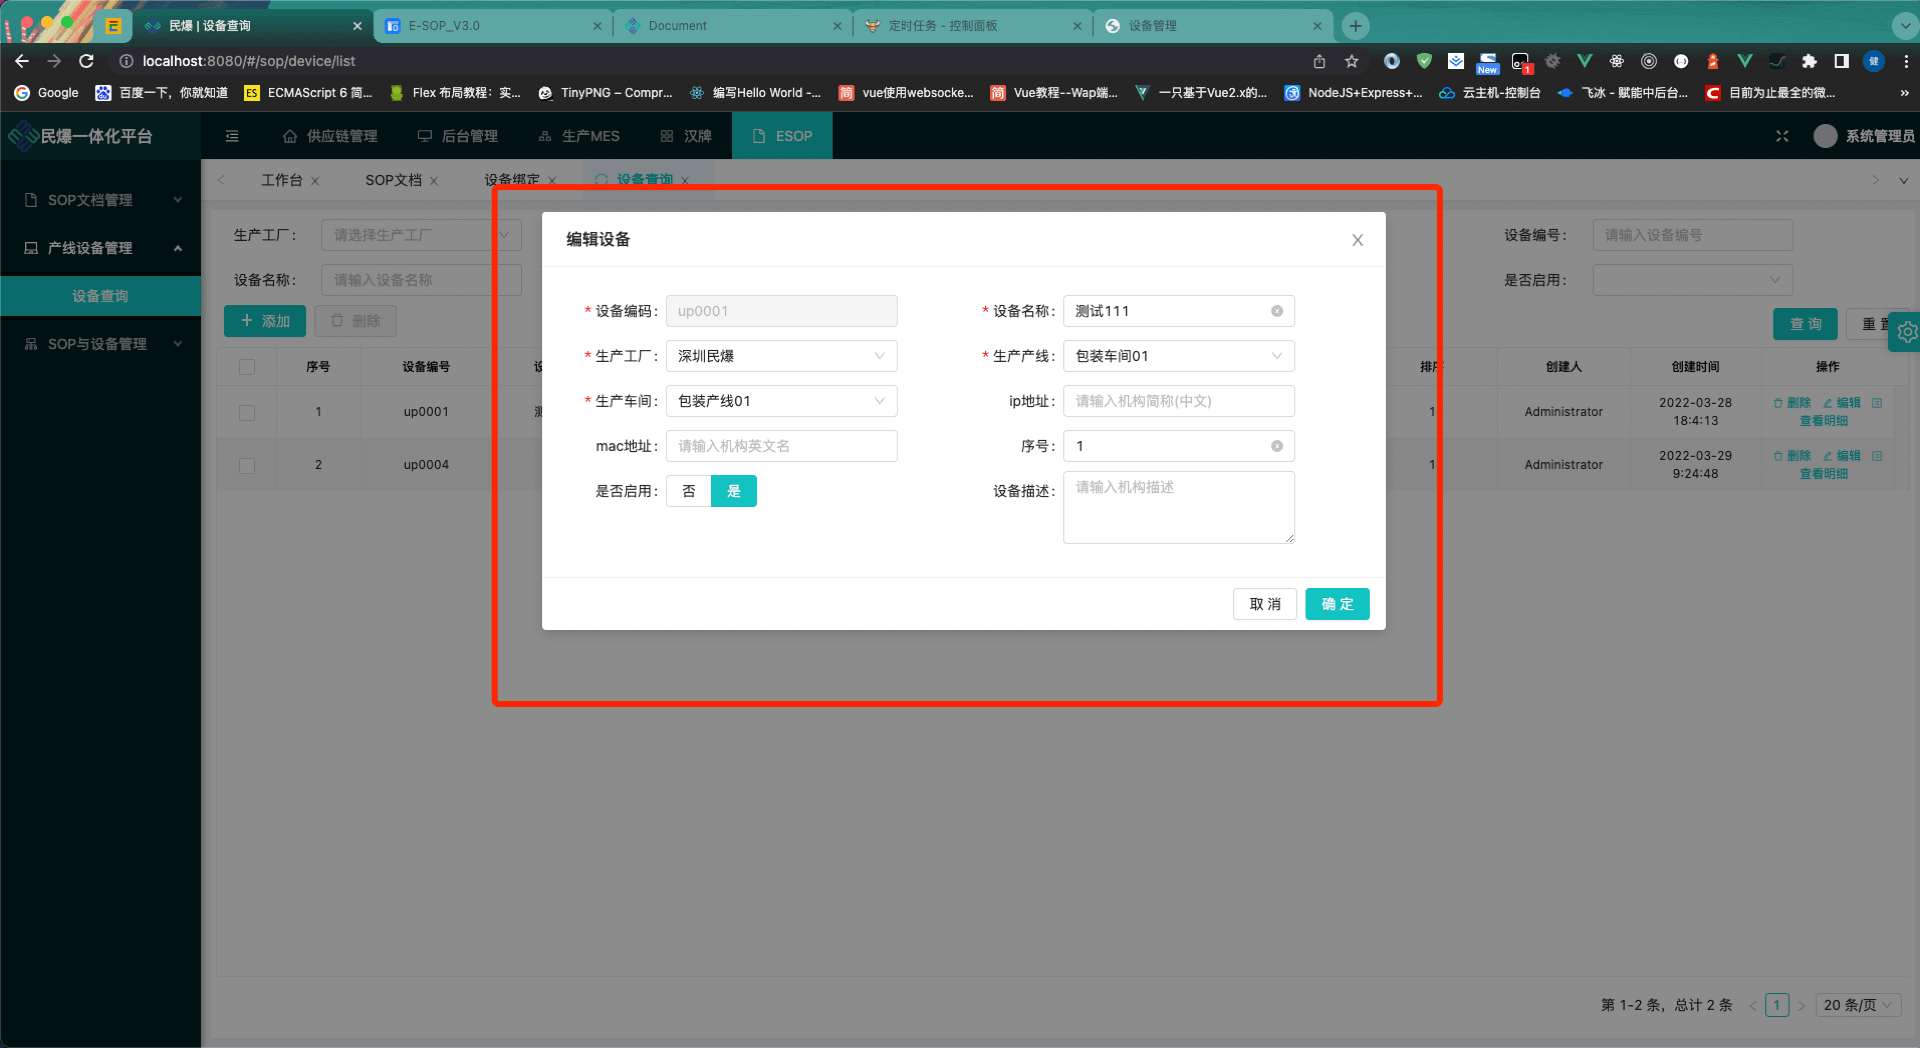 民爆 | 设备查询
E-SOP_V3.0
Document
定时任务 - 控制面板
设备管理
localhost:8080/#/sop/device/list
New
1
健
Google
百度一下，你就知道
ES
ECMAScript 6 简...
Flex 布局教程：实...
TinyPNG – Compr...
编写Hello World -...
简
vue使用websocke...
简
Vue教程--Wap端...
一只基于Vue2.x的...
NodeJS+Express+...
云主机-控制台
飞冰 - 赋能中后台...
目前为止最全的微...
»
民爆一体化平台
供应链管理
后台管理
生产MES
汉牌
ESOP
系统管理员
工作台
SOP文档
设备绑定
设备查询
SOP文档管理
产线设备管理
设备查询
SOP与设备管理
生产工厂：
请选择生产工厂
设备编号：
请输入设备编号
设备名称：
请输入设备名称
是否启用：
添加
删除
查 询
重 置
序号
设备编号
排序
创建人
创建时间
操作
1
up0001
1
Administrator
2022-03-28
18:4:13
删除
编辑
查看明细
2
up0004
1
Administrator
2022-03-29
9:24:48
删除
编辑
查看明细
编辑设备
* 设备编码：
up0001
* 设备名称：
测试111
* 生产工厂：
深圳民爆
* 生产产线：
包装车间01
* 生产车间：
包装产线01
ip地址：
请输入机构简称(中文)
mac地址：
请输入机构英文名
序号：
1
是否启用：
否
是
设备描述：
请输入机构描述
取 消
确 定
第 1-2 条，总计 2 条
1
20 条/页